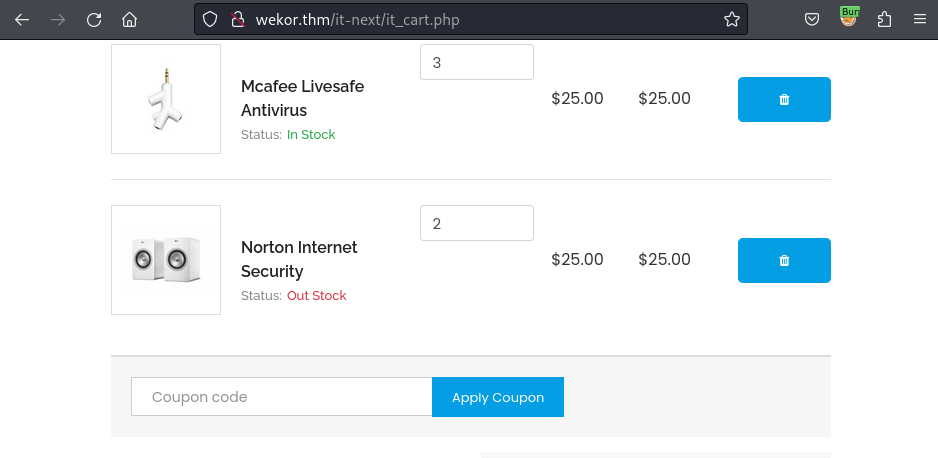 wekor.thm/it-next/it_cart.php
Bur
3
Mcafee Livesafe
Antivirus
$25.00
$25.00
Status: In Stock
2
Norton Internet
Security
$25.00
$25.00
Status: Out Stock
Coupon code
Apply Coupon